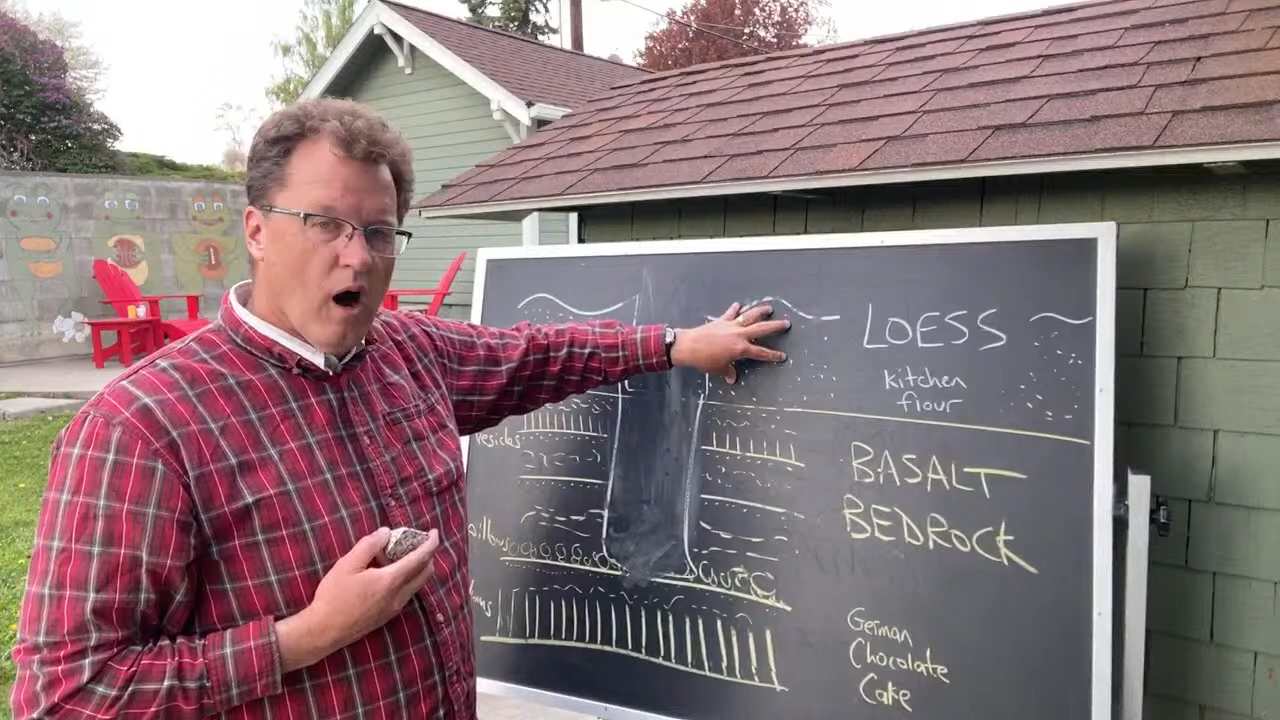 LOESS
kitchen
flour
vesicles
BASALT
BEDROCK
German
Chocolate
Cake